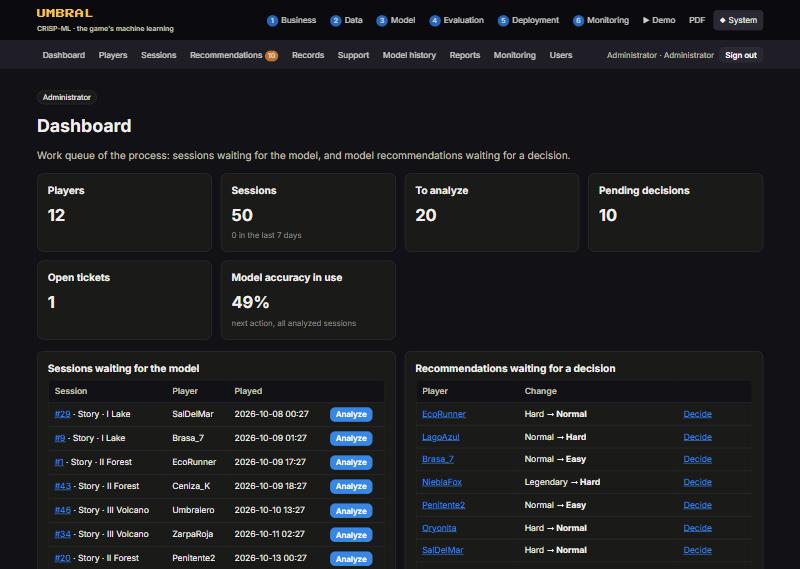 UMBRAL
CRISP-ML · the game's machine learning
1 Business 2 Data 3 Model 4 Evaluation 5 Deployment 6 Monitoring ▶ Demo PDF ◆ System
Dashboard Players Sessions Recommendations 10 Records Support Model history Reports Monitoring Users Administrator · Administrator Sign out
Administrator
Dashboard
Work queue of the process: sessions waiting for the model, and model recommendations waiting for a decision.
Players
12
Sessions
50
0 in the last 7 days
To analyze
20
Pending decisions
10
Open tickets
1
Model accuracy in use
49%
next action, all analyzed sessions
Sessions waiting for the model
Session Player Played
#29 · Story · I Lake SalDelMar 2026-10-08 00:27 Analyze
#9 · Story · I Lake Brasa_7 2026-10-09 01:27 Analyze
#1 · Story · II Forest EcoRunner 2026-10-09 17:27 Analyze
#43 · Story · II Forest Ceniza_K 2026-10-09 18:27 Analyze
#46 · Story · III Volcano Umbralero 2026-10-10 13:27 Analyze
#34 · Story · III Volcano ZarpaRoja 2026-10-11 02:27 Analyze
#20 · Story · II Forest Penitente2 2026-10-13 00:27 Analyze
Recommendations waiting for a decision
Player Change
EcoRunner Hard → Normal Decide
LagoAzul Normal → Hard Decide
Brasa_7 Normal → Easy Decide
NieblaFox Legendary → Hard Decide
Penitente2 Normal → Easy Decide
Oryonita Hard → Normal Decide
SalDelMar Hard → Normal Decide